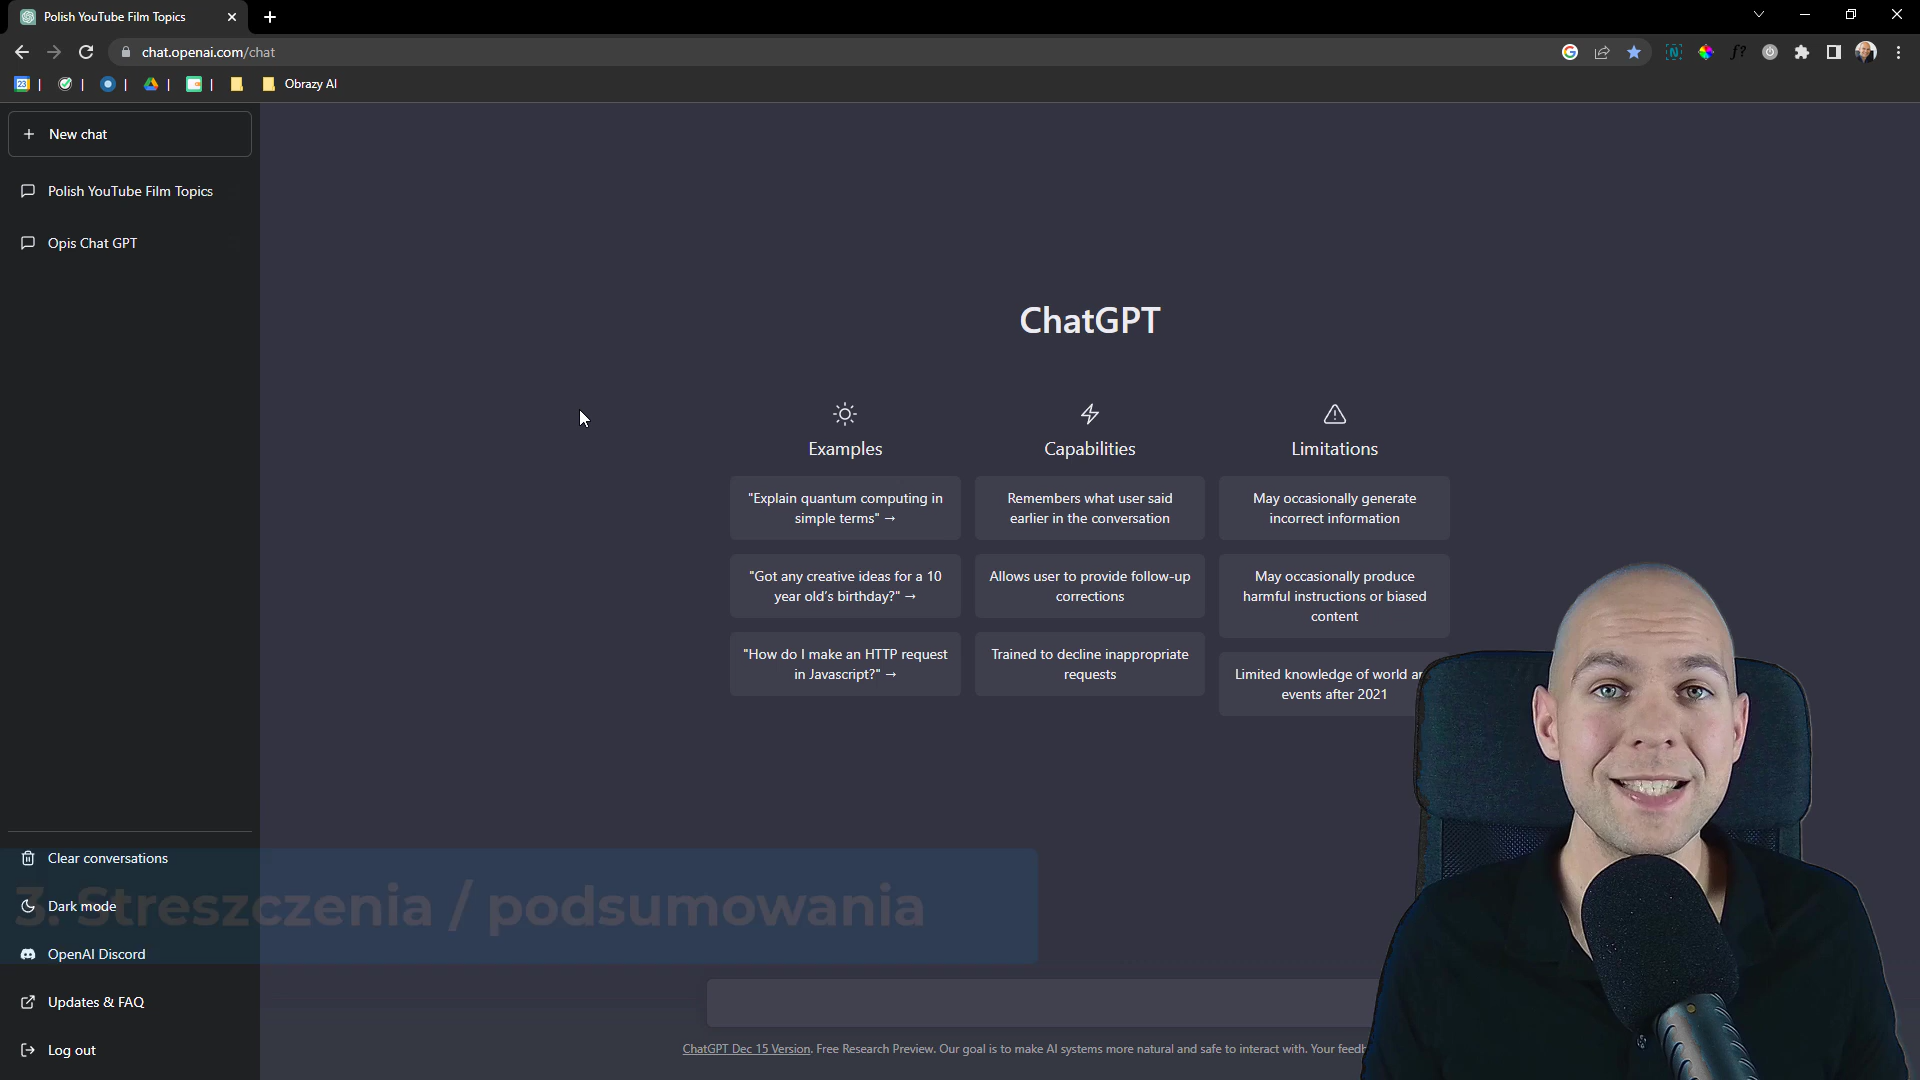 Polish YouTube Film Topics
chat.openai.com/chat
23
Obrazy AI
New chat
Polish YouTube Film Topics
Opis Chat GPT
ChatGPT
Examples
"Explain quantum computing in
simple terms" →
"Got any creative ideas for a 10
year old's birthday?" →
"How do I make an HTTP request
in Javascript?" →
Capabilities
Remembers what user said
earlier in the conversation
Allows user to provide follow-up
corrections
Trained to decline inappropriate
requests
Limitations
May occasionally generate
incorrect information
May occasionally produce
harmful instructions or biased
content
Limited knowledge of world
events after 2021
Clear conversations
Dark mode
OpenAI Discord
Updates & FAQ
Log out
3. Streszczenia / podsumowania
ChatGPT Dec 15 Version. Free Research Preview. Our goal is to make AI systems more natural and safe to interact with. Your